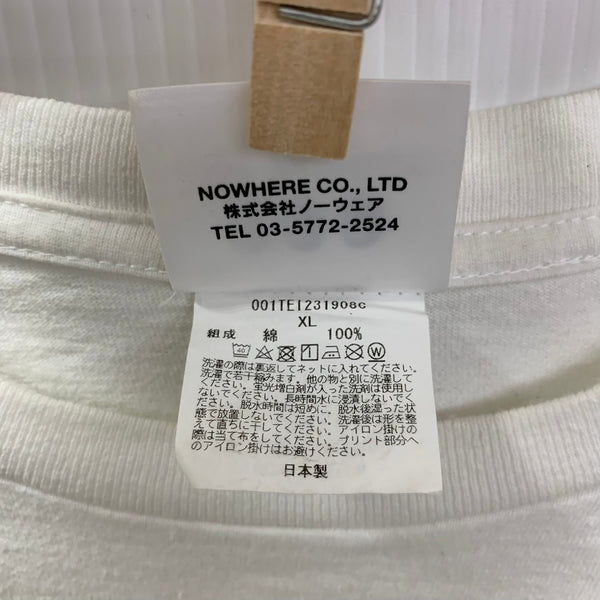 NOWHERE CO., LTD
株式会社ノーウェア
TEL 03-5772-2524
001TEI231908C
XL
組成 綿 100%
洗濯の際は裏返してネットに入れてください。
洗濯で若干縮みます。他の物と別に洗濯して
ください。蛍光増白剤が入った洗剤は使用し
ないでください。長時間水に浸漬しないでく
ださい。脱水時間は短めに。脱水後湿った状
態で放置しないでください。洗濯後は形を整
えて直ちに干してください。アイロン掛けの
際は当て布をしてください。プリント部分へ
のアイロン掛けはお避けください。
日本製